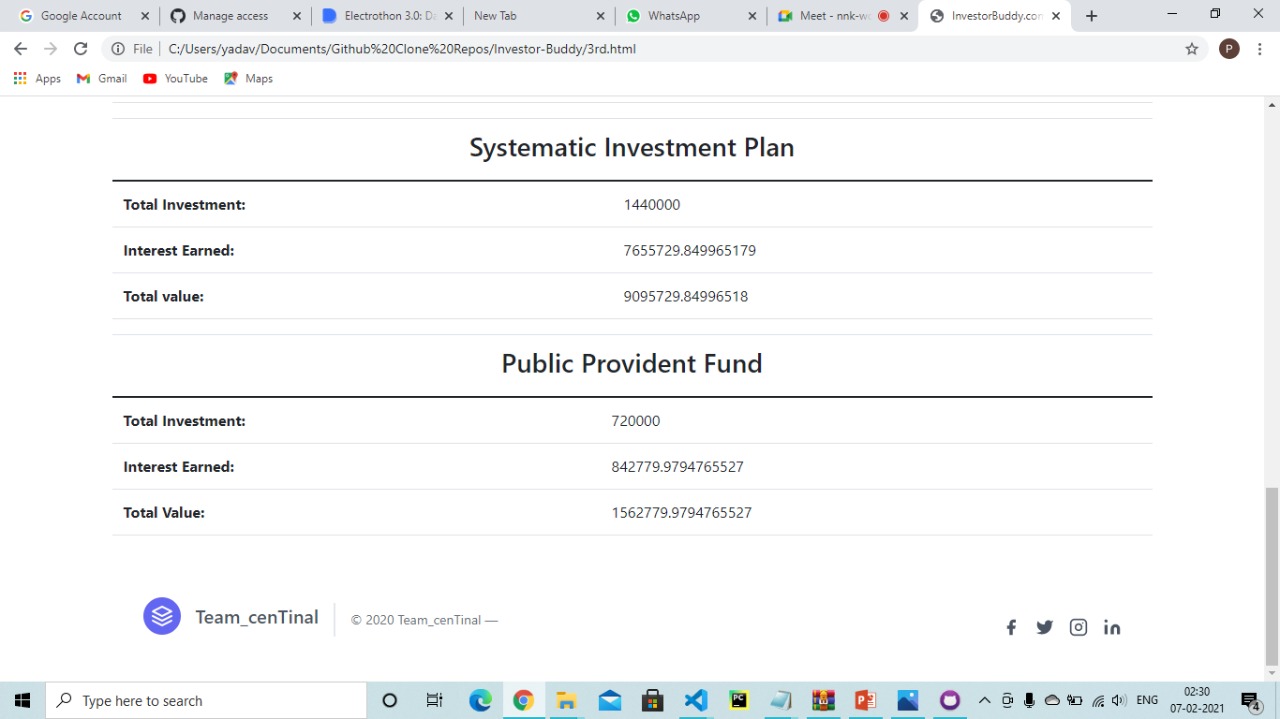 Google Account
Manage access
Electrothon 3.0: D
New Tab
WhatsApp
Meet - nnk-w
InvestorBuddy.com
File
C:/Users/yadav/Documents/Github%20Clone%20Repos/Investor-Buddy/3rd.html
P
Apps
Gmail
YouTube
Maps
Systematic Investment Plan
Total Investment: 1440000
Interest Earned: 7655729.849965179
Total value: 9095729.84996518
Public Provident Fund
Total Investment: 720000
Interest Earned: 842779.9794765527
Total Value: 1562779.9794765527
Team_cenTinal
© 2020 Team_cenTinal —
Type here to search
ENG
02:30
07-02-2021
4